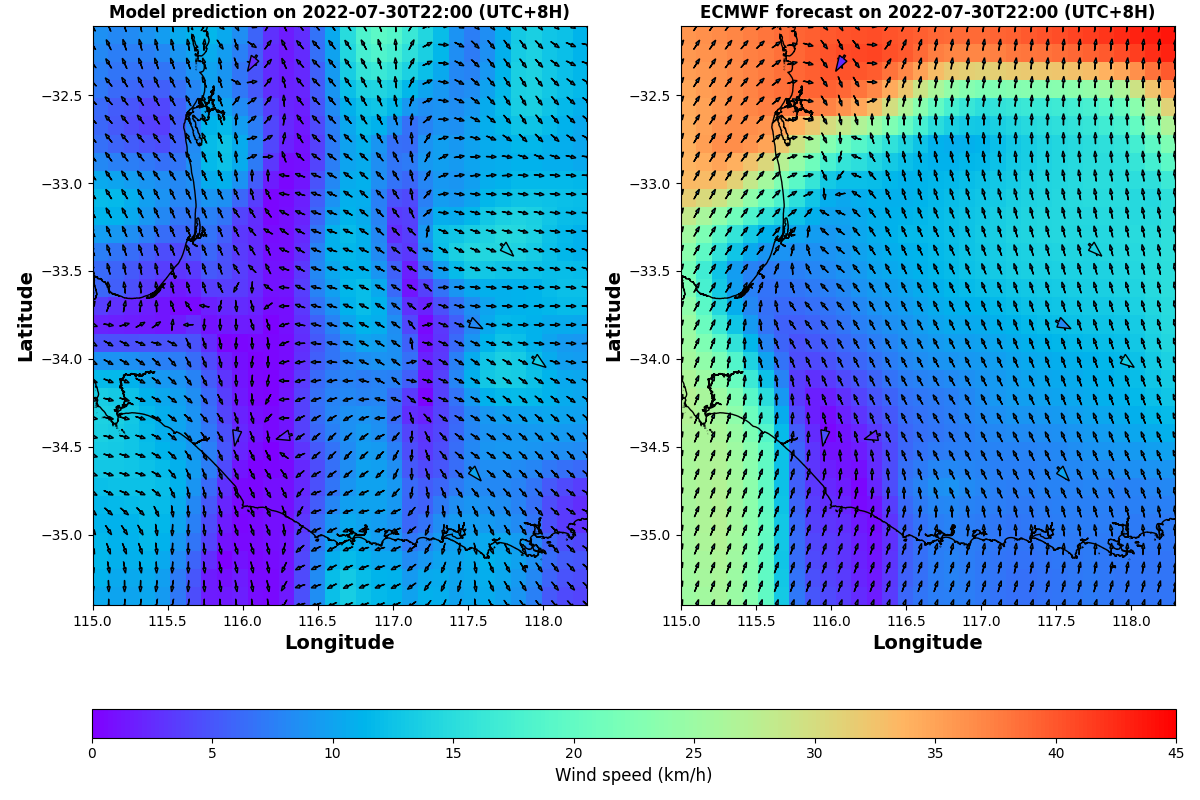 Model prediction on 2022-07-30T22:00 (UTC+8H)
ECMWF forecast on 2022-07-30T22:00 (UTC+8H)
Latitude
−32.5
−33.0
−33.5
−34.0
−34.5
−35.0
115.0 115.5 116.0 116.5 117.0 117.5 118.0
Longitude
Latitude
−32.5
−33.0
−33.5
−34.0
−34.5
−35.0
115.0 115.5 116.0 116.5 117.0 117.5 118.0
Longitude
0 5 10 15 20 25 30 35 40 45
Wind speed (km/h)